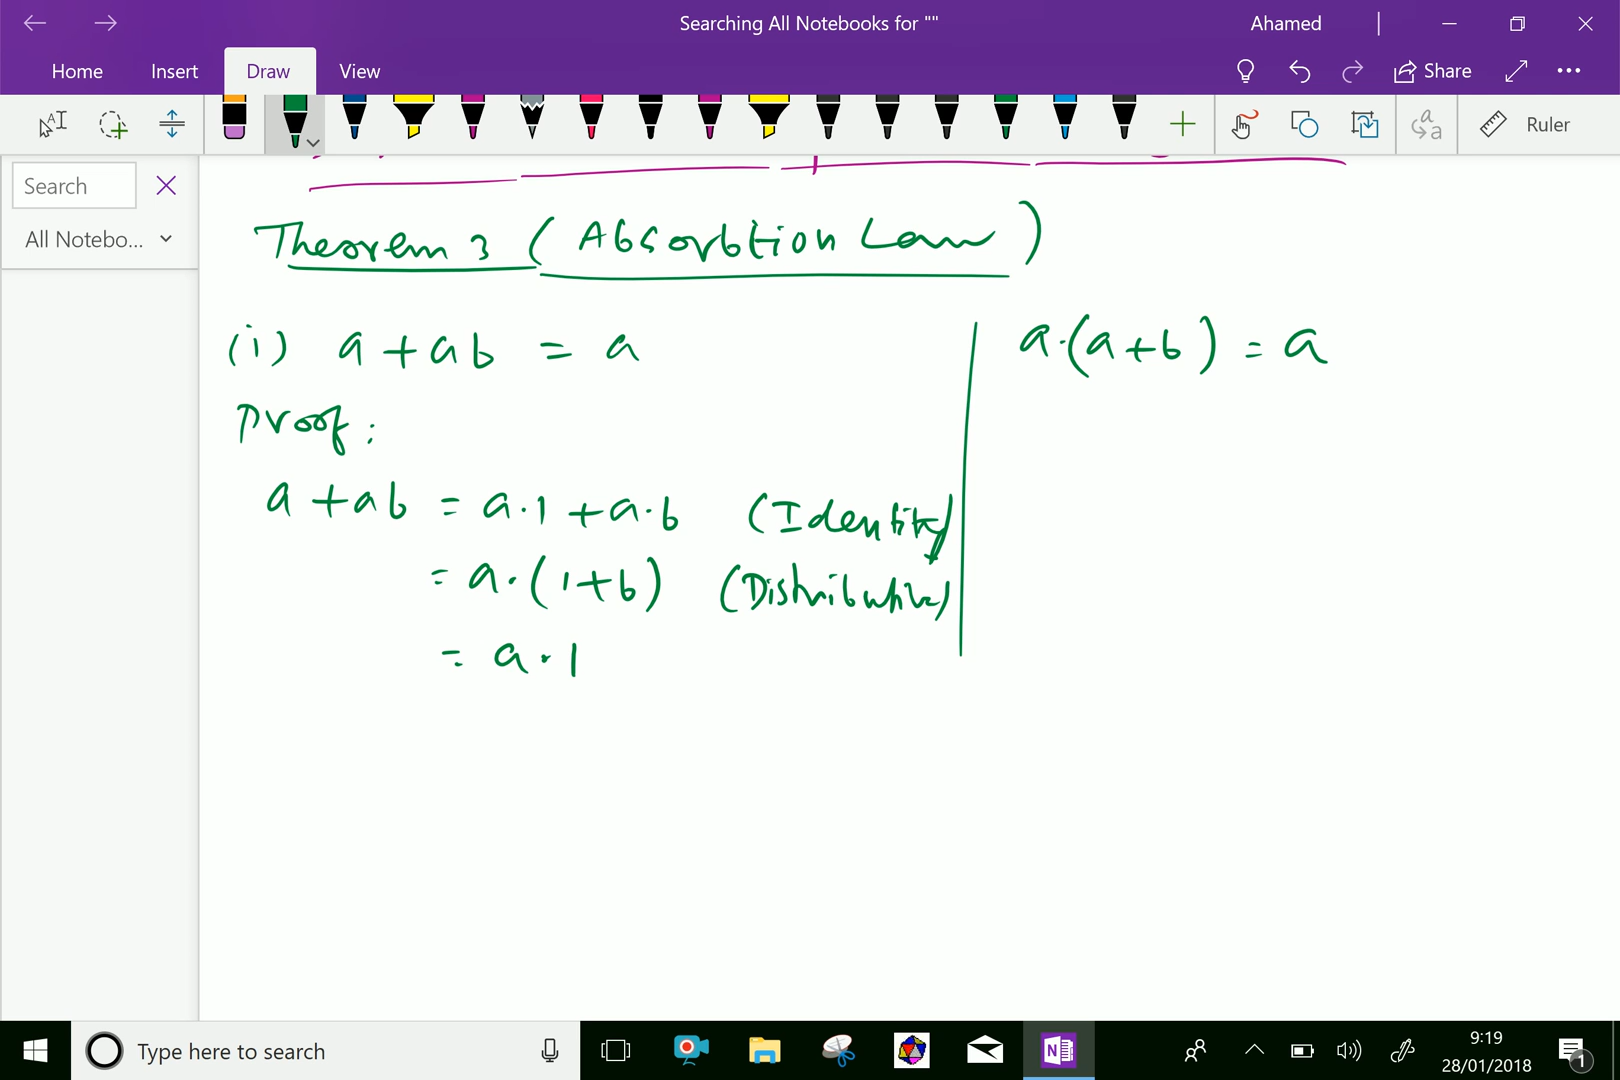 Searching All Notebooks for ""
Ahamed
Home Insert Draw View
Share
Ruler
Search
All Notebo...
Theorem 3 ( Absorbtion Law )
(i) a + ab = a
a·(a+b) = a
Proof:
a + ab = a·1 + a·b (Identity)
= a·(1+b) (Distributive)
= a·1
Type here to search
9:19
28/01/2018
1